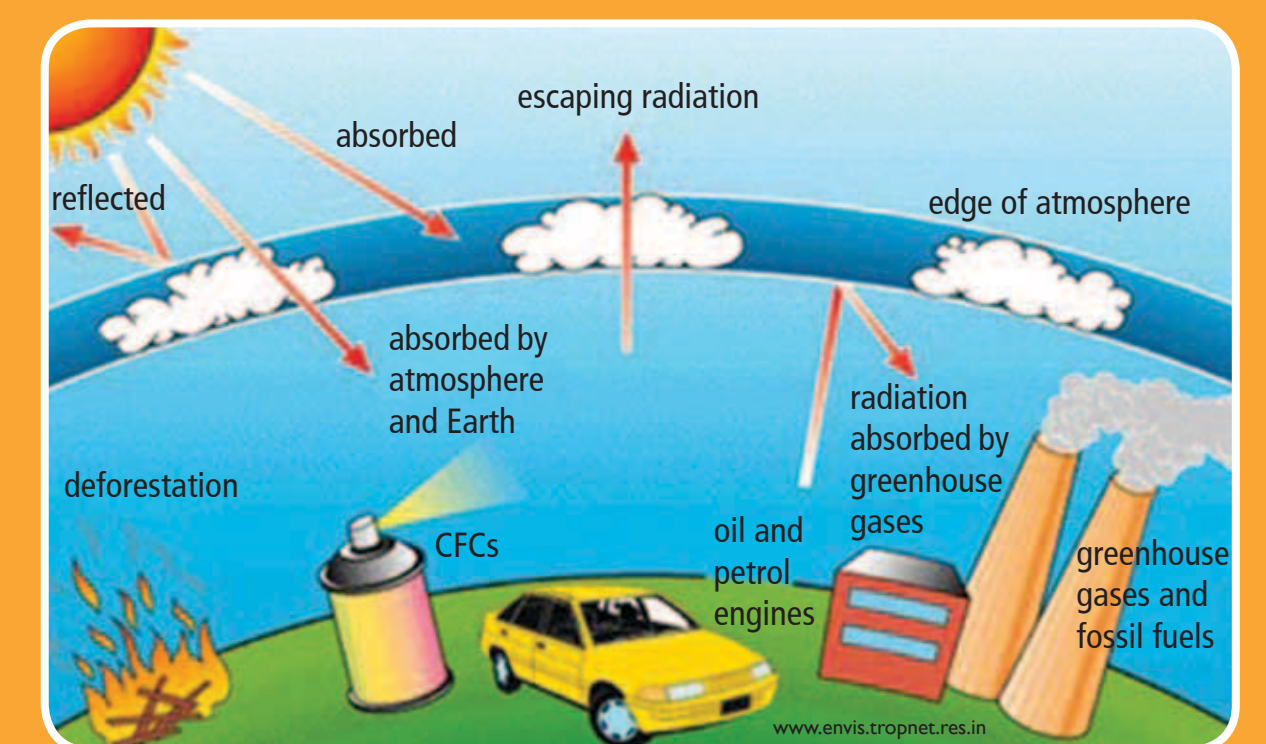 escaping radiation
absorbed
reflected
edge of atmosphere
absorbed by
atmosphere
and Earth
radiation
absorbed by
greenhouse
gases
deforestation
CFCs
oil and
petrol
engines
greenhouse
gases and
fossil fuels
www.envis.tropnet.res.in